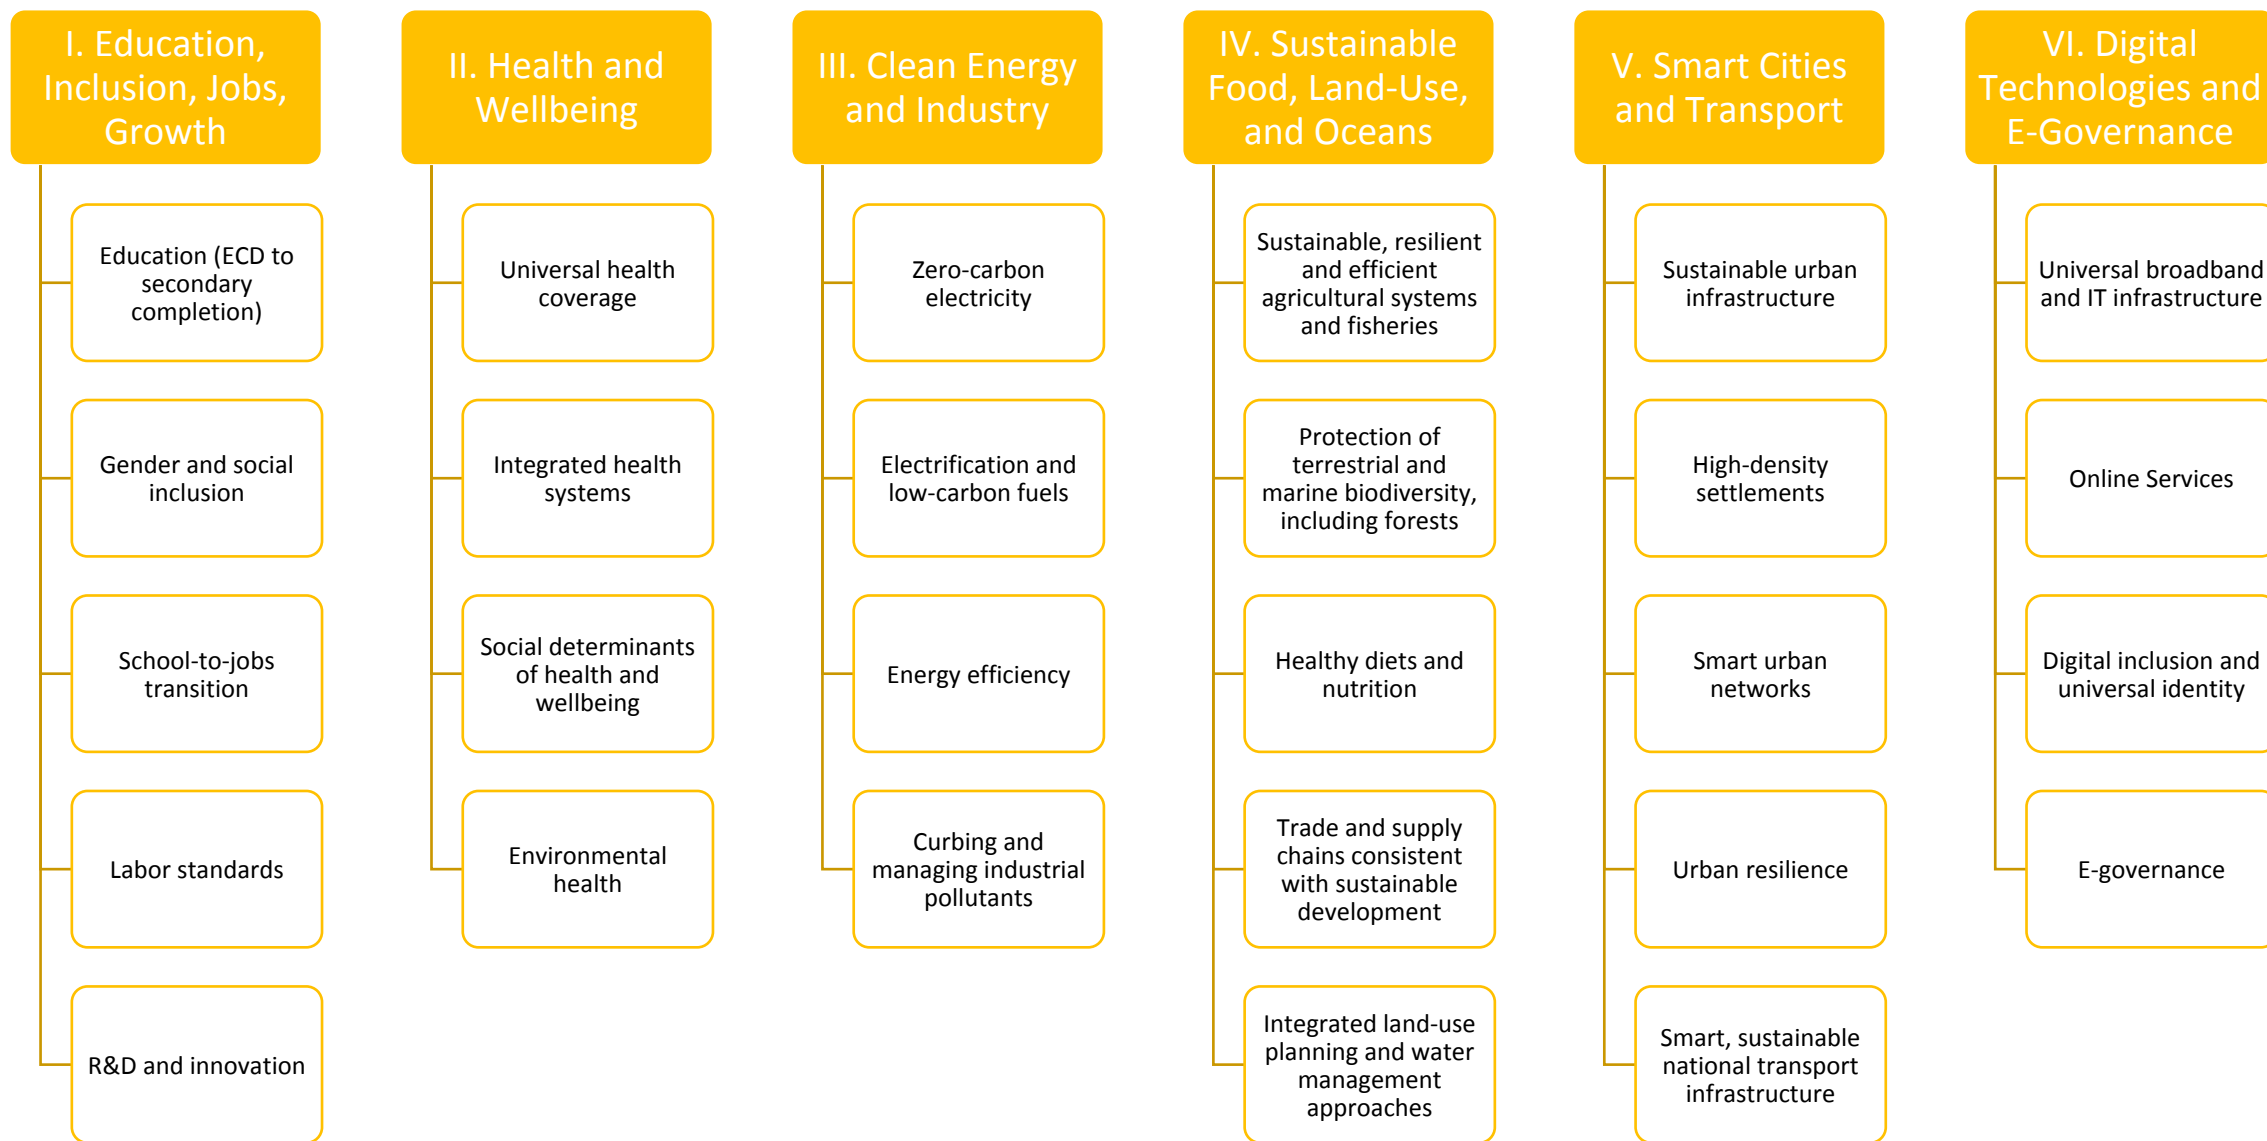 I. Education,
Inclusion, Jobs,
Growth
Education (ECD to
secondary
completion)
Gender and social
inclusion
School-to-jobs
transition
Labor standards
R&D and innovation
II. Health and
Wellbeing
Universal health
coverage
Integrated health
systems
Social determinants
of health and
wellbeing
Environmental
health
III. Clean Energy
and Industry
Zero-carbon
electricity
Electrification and
low-carbon fuels
Energy efficiency
Curbing and
managing industrial
pollutants
IV. Sustainable
Food, Land-Use,
and Oceans
Sustainable, resilient
and efficient
agricultural systems
and fisheries
Protection of
terrestrial and
marine biodiversity,
including forests
Healthy diets and
nutrition
Trade and supply
chains consistent
with sustainable
development
Integrated land-use
planning and water
management
approaches
V. Smart Cities
and Transport
Sustainable urban
infrastructure
High-density
settlements
Smart urban
networks
Urban resilience
Smart, sustainable
national transport
infrastructure
VI. Digital
Technologies and
E-Governance
Universal broadband
and IT infrastructure
Online Services
Digital inclusion and
universal identity
E-governance